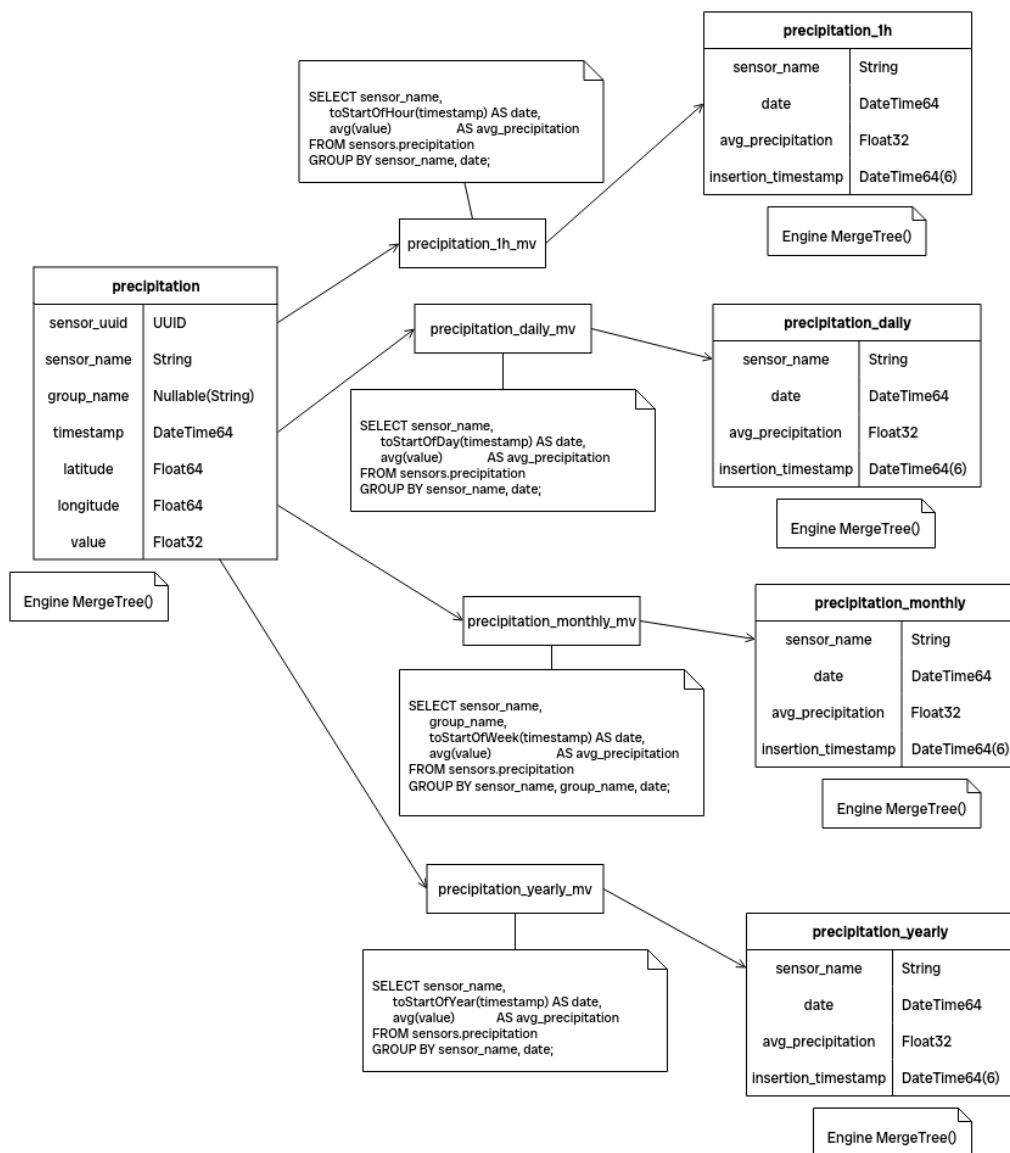 precipitation_1h
sensor_name String
date DateTime64
avg_precipitation Float32
insertion_timestamp DateTime64(6)
Engine MergeTree()
SELECT sensor_name,
toStartOfHour(timestamp) AS date,
avg(value) AS avg_precipitation
FROM sensors.precipitation
GROUP BY sensor_name, date;
precipitation_1h_mv
precipitation
sensor_uuid UUID
sensor_name String
group_name Nullable(String)
timestamp DateTime64
latitude Float64
longitude Float64
value Float32
Engine MergeTree()
precipitation_daily_mv
SELECT sensor_name,
toStartOfDay(timestamp) AS date,
avg(value) AS avg_precipitation
FROM sensors.precipitation
GROUP BY sensor_name, date;
precipitation_daily
sensor_name String
date DateTime64
avg_precipitation Float32
insertion_timestamp DateTime64(6)
Engine MergeTree()
precipitation_monthly_mv
SELECT sensor_name,
group_name,
toStartOfWeek(timestamp) AS date,
avg(value) AS avg_precipitation
FROM sensors.precipitation
GROUP BY sensor_name, group_name, date;
precipitation_monthly
sensor_name String
date DateTime64
avg_precipitation Float32
insertion_timestamp DateTime64(6)
Engine MergeTree()
precipitation_yearly_mv
SELECT sensor_name,
toStartOfYear(timestamp) AS date,
avg(value) AS avg_precipitation
FROM sensors.precipitation
GROUP BY sensor_name, date;
precipitation_yearly
sensor_name String
date DateTime64
avg_precipitation Float32
insertion_timestamp DateTime64(6)
Engine MergeTree()